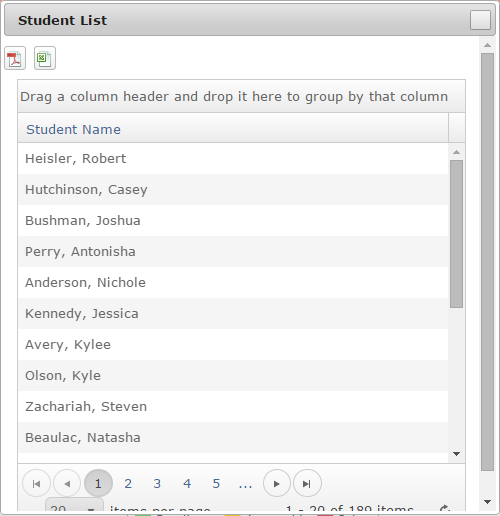 Student List
Drag a column header and drop it here to group by that column
Student Name
Heisler, Robert
Hutchinson, Casey
Bushman, Joshua
Perry, Antonisha
Anderson, Nichole
Kennedy, Jessica
Avery, Kylee
Olson, Kyle
Zachariah, Steven
Beaulac, Natasha
1 2 3 4 5 ...
20 items per page 1 - 20 of 189 items